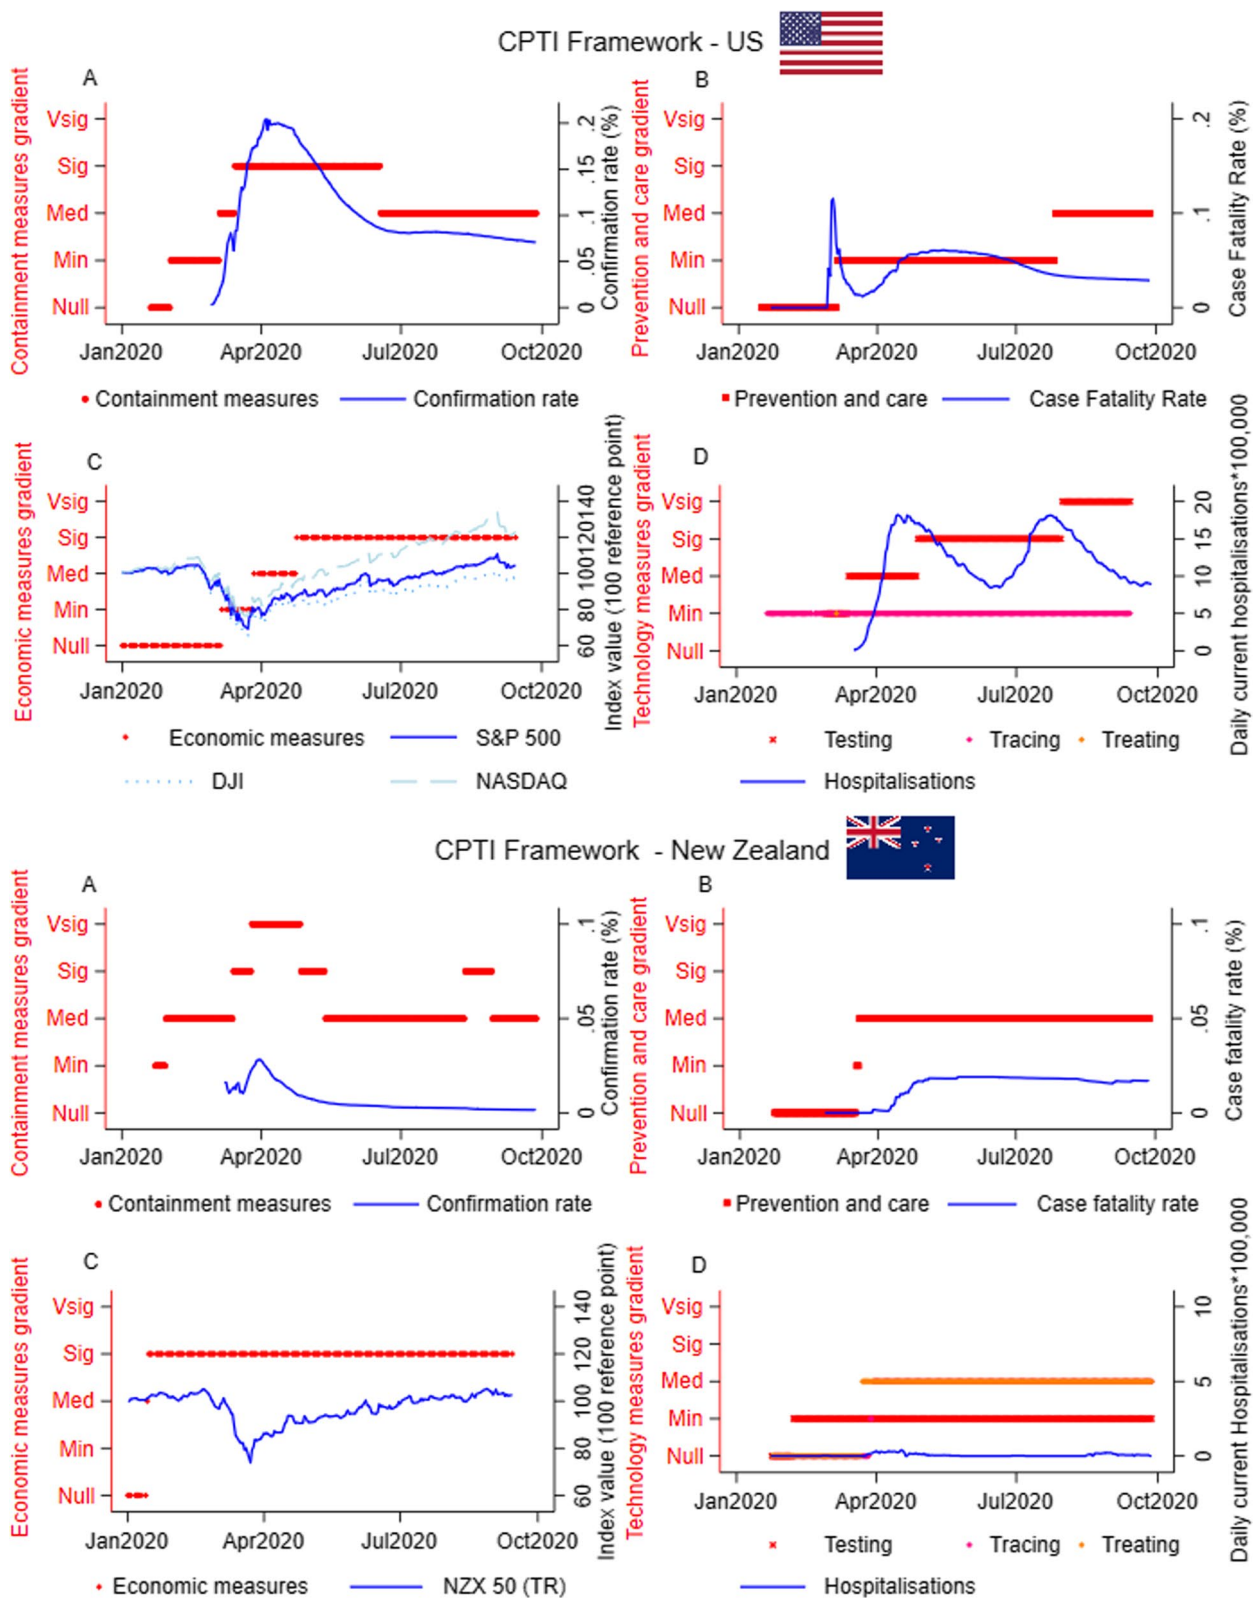 CPTI Framework - US
A
Containment measures gradient
Vsig
Sig
Med
Min
Null
.2
.15
.1
.05
0
Confirmation rate (%)
Jan2020 Apr2020 Jul2020 Oct2020
Containment measures Confirmation rate
B
Prevention and care gradient
Vsig
Sig
Med
Min
Null
.2
.1
0
Case Fatality Rate (%)
Jan2020 Apr2020 Jul2020 Oct2020
Prevention and care Case Fatality Rate
C
Economic measures gradient
Vsig
Sig
Med
Min
Null
60 80 100 120 140
Index value (100 reference point)
Jan2020 Apr2020 Jul2020 Oct2020
Economic measures S&P 500
DJI NASDAQ
D
Technology measures gradient
Vsig
Sig
Med
Min
Null
20
15
10
5
0
Daily current hospitalisations*100,000
Jan2020 Apr2020 Jul2020 Oct2020
Testing Tracing Treating
Hospitalisations
CPTI Framework - New Zealand
A
Containment measures gradient
Vsig
Sig
Med
Min
Null
.1
.05
0
Confirmation rate (%)
Jan2020 Apr2020 Jul2020 Oct2020
Containment measures Confirmation rate
B
Prevention and care gradient
Vsig
Sig
Med
Min
Null
.1
.05
0
Case fatality rate (%)
Jan2020 Apr2020 Jul2020 Oct2020
Prevention and care Case fatality rate
C
Economic measures gradient
Vsig
Sig
Med
Min
Null
60 80 100 120 140
Index value (100 reference point)
Jan2020 Apr2020 Jul2020 Oct2020
Economic measures NZX 50 (TR)
D
Technology measures gradient
Vsig
Sig
Med
Min
Null
10
5
0
Daily current Hospitalisations*100,000
Jan2020 Apr2020 Jul2020 Oct2020
Testing Tracing Treating
Hospitalisations